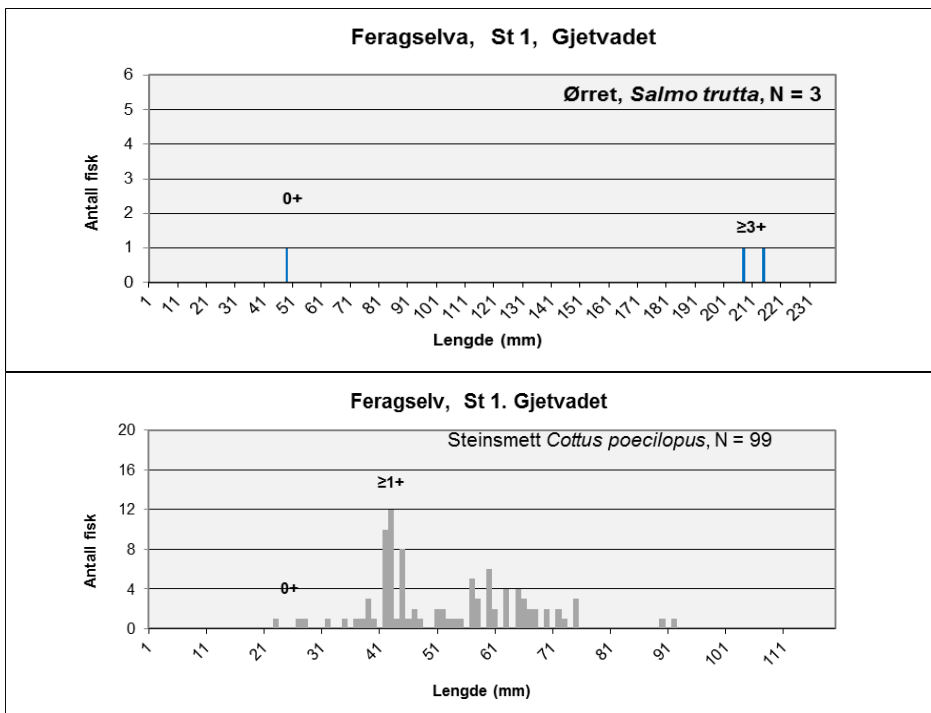 Feragselva, St 1, Gjetvadet
Ørret, Salmo trutta, N = 3
Antall fisk
6
5
4
3
2
1
0
0+
≥3+
1 11 21 31 41 51 61 71 81 91 101 111 121 131 141 151 161 171 181 191 201 211 221 231
Lengde (mm)
Feragselv, St 1. Gjetvadet
Steinsmett Cottus poecilopus, N = 99
Antall fisk
20
16
12
8
4
0
≥1+
0+
1 11 21 31 41 51 61 71 81 91 101 111
Lengde (mm)